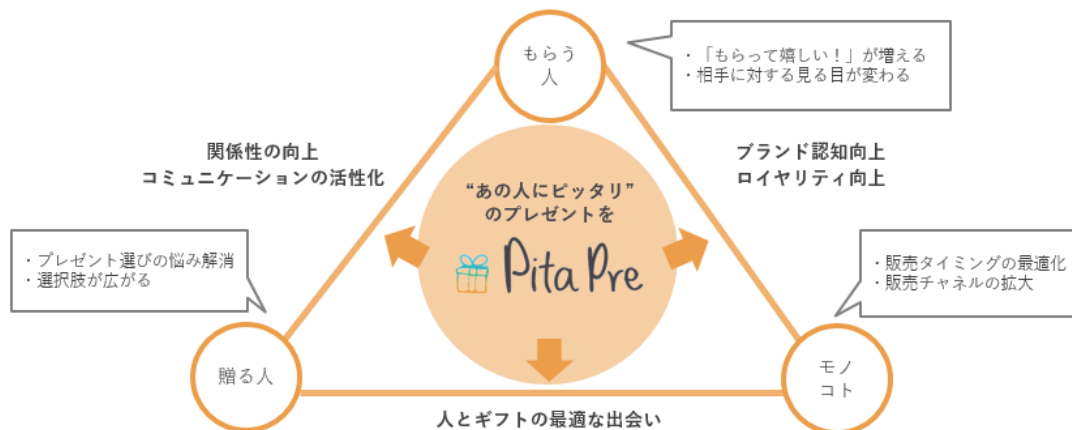 もらう
人
・「もらって嬉しい！」が増える
・相手に対する見る目が変わる
関係性の向上
コミュニケーションの活性化
ブランド認知向上
ロイヤリティ向上
“あの人にピッタリ”
のプレゼントを
Pita Pre
・プレゼント選びの悩み解消
・選択肢が広がる
・販売タイミングの最適化
・販売チャネルの拡大
贈る人
モノ
コト
人とギフトの最適な出会い